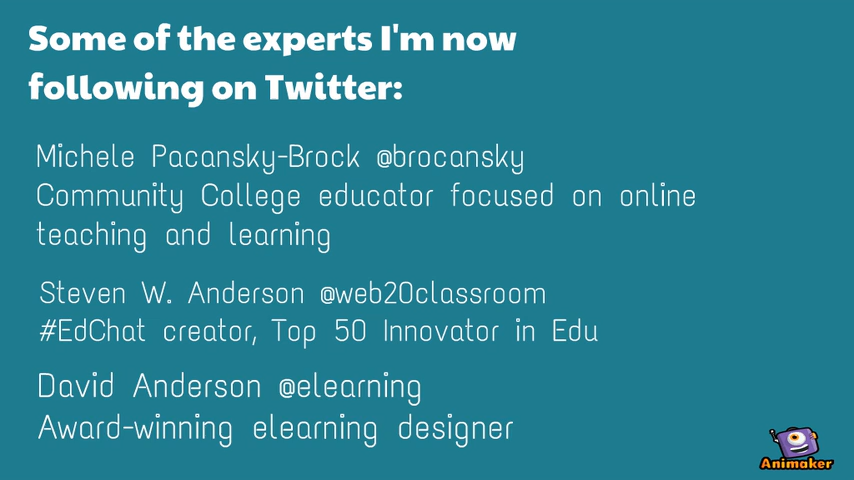 Some of the experts I'm now
following on Twitter:
Michele Pacansky-Brock @brocansky
Community College educator focused on online
teaching and learning
Steven W. Anderson @web20classroom
#EdChat creator, Top 50 Innovator in Edu
David Anderson @elearning
Award-winning elearning designer
Animaker